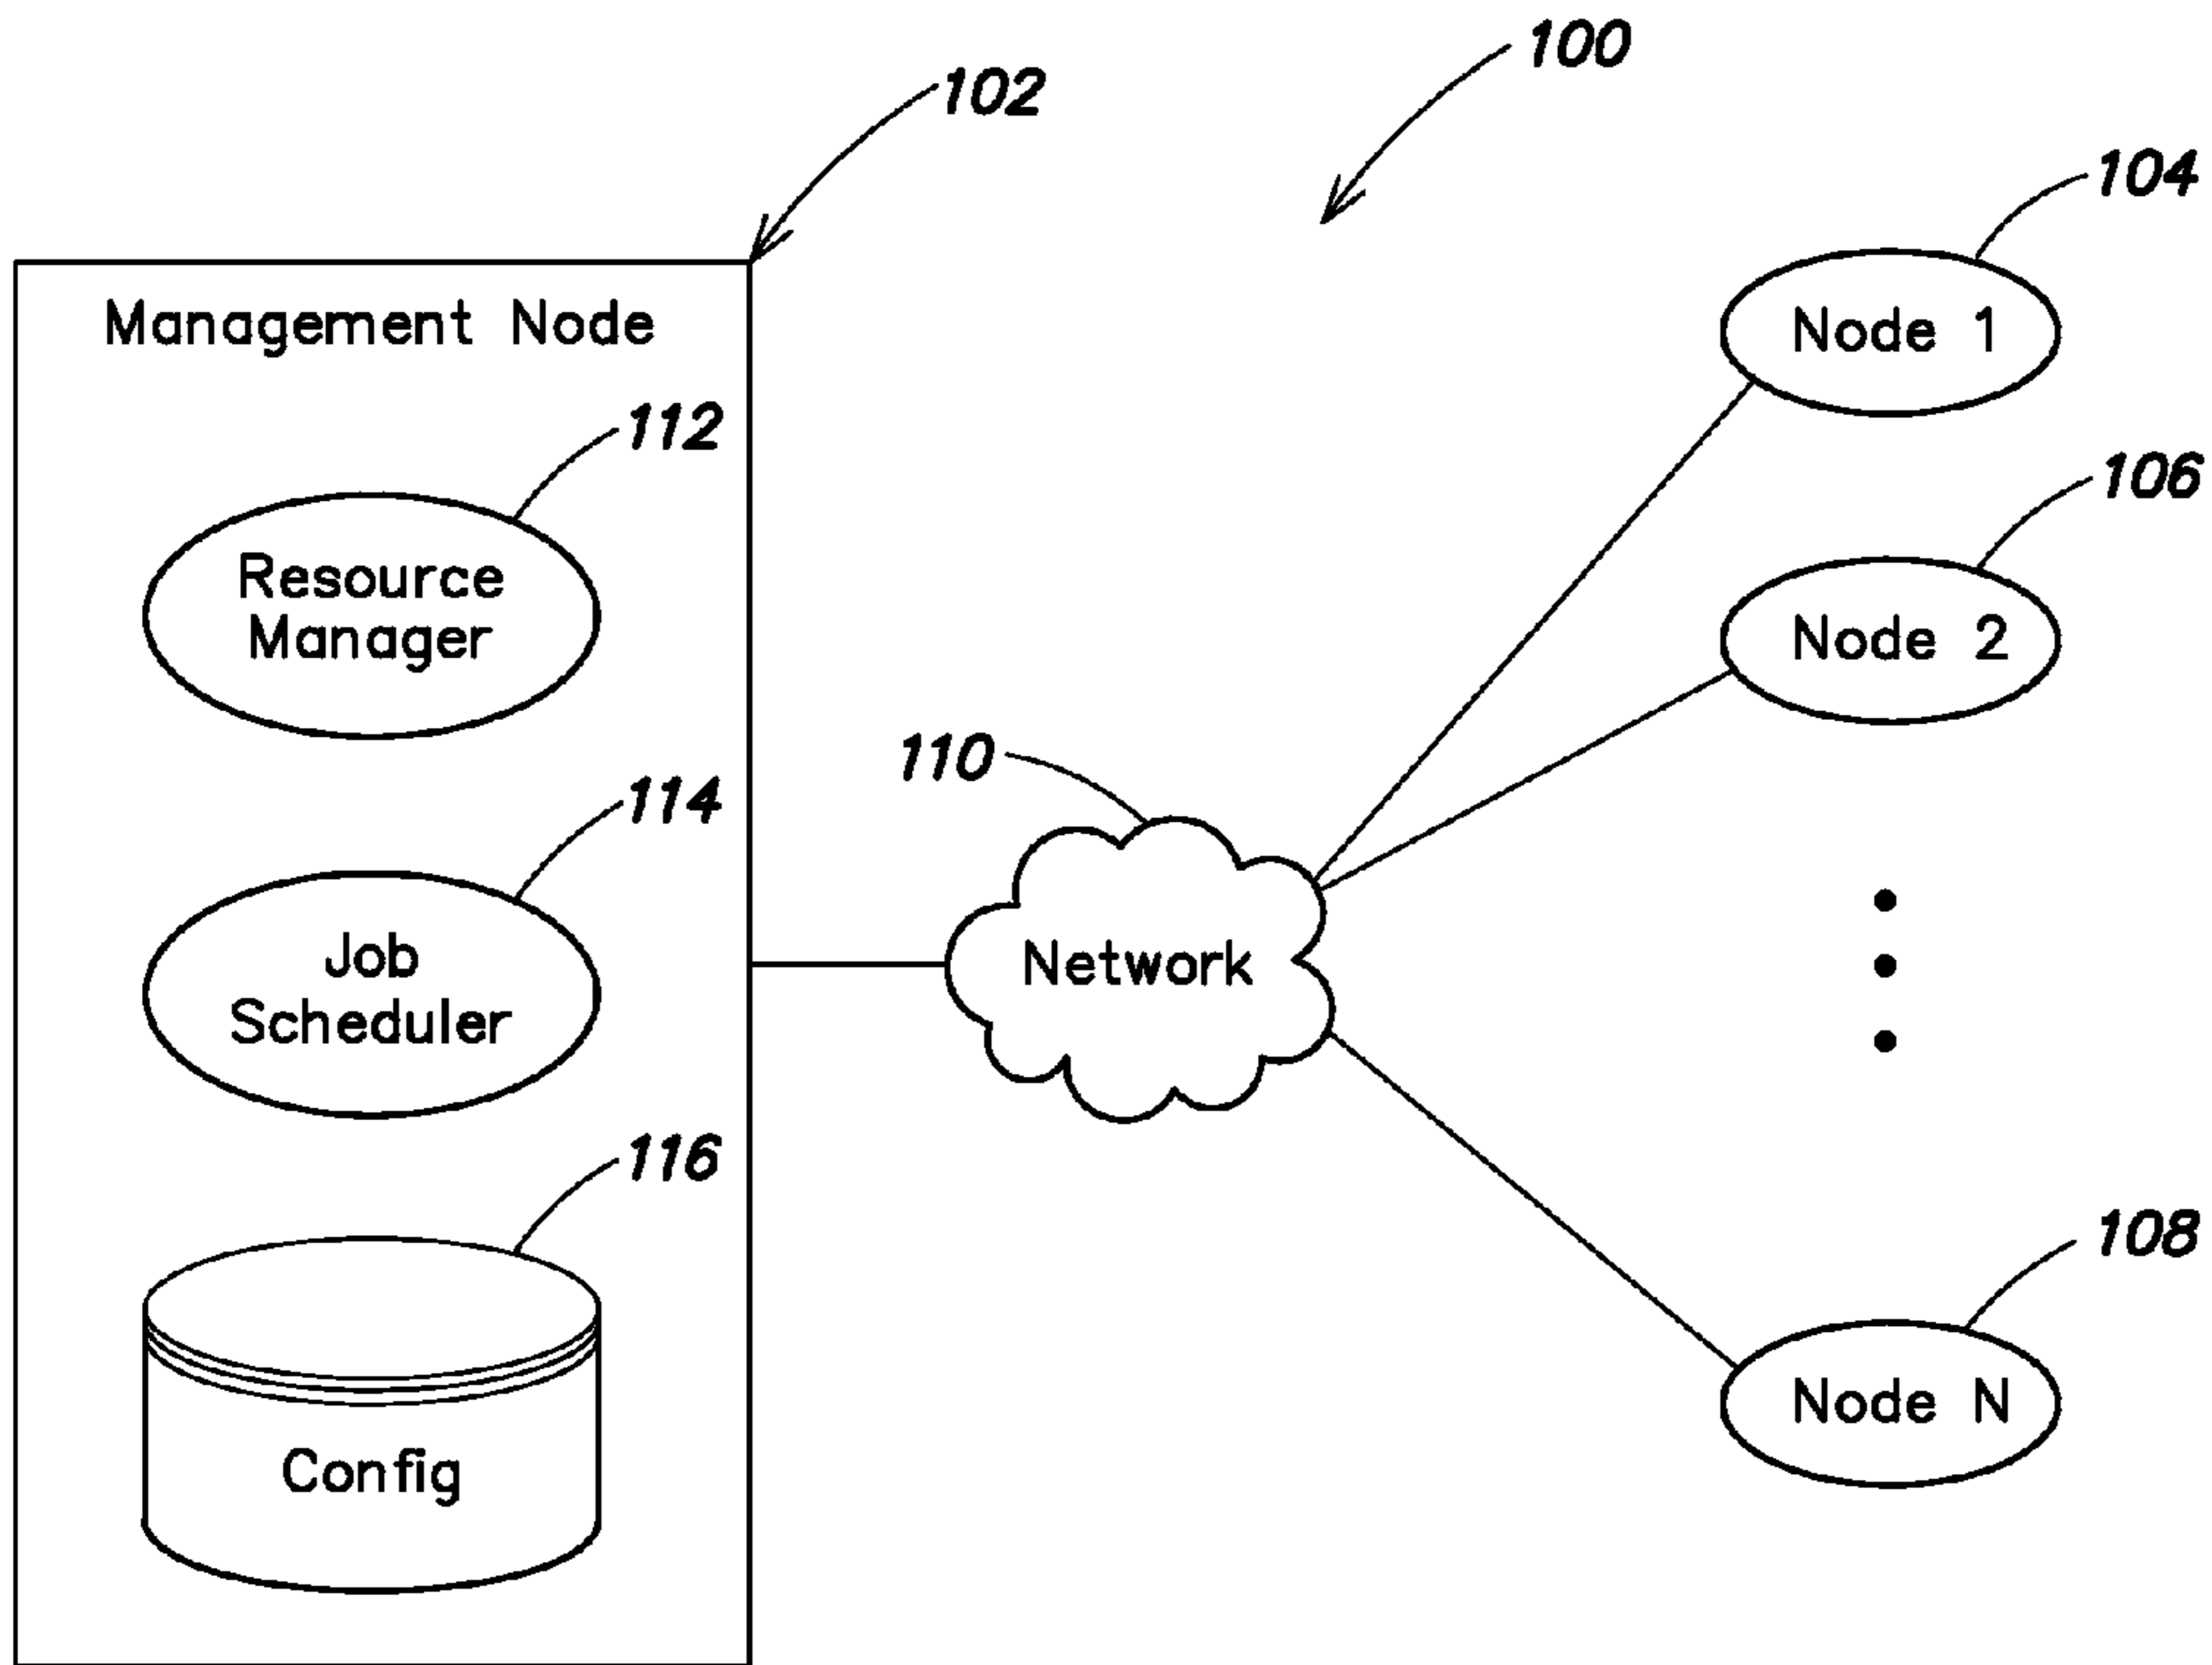 100
102
104
Management Node
Node 1
112
106
Resource
Manager
Node 2
110
114
Job
Scheduler
Network
116
108
Config
Node N